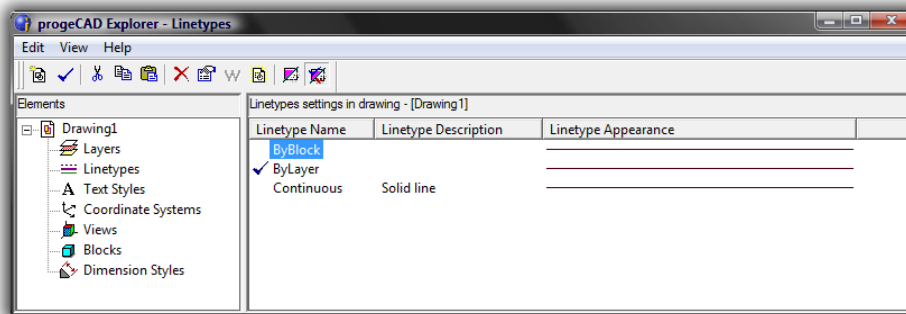 progeCAD Explorer - Linetypes
Edit View Help
Elements
Linetypes settings in drawing - [Drawing1]
Drawing1
Layers
Linetypes
Text Styles
Coordinate Systems
Views
Blocks
Dimension Styles
Linetype Name Linetype Description Linetype Appearance
ByBlock
ByLayer
Continuous Solid line